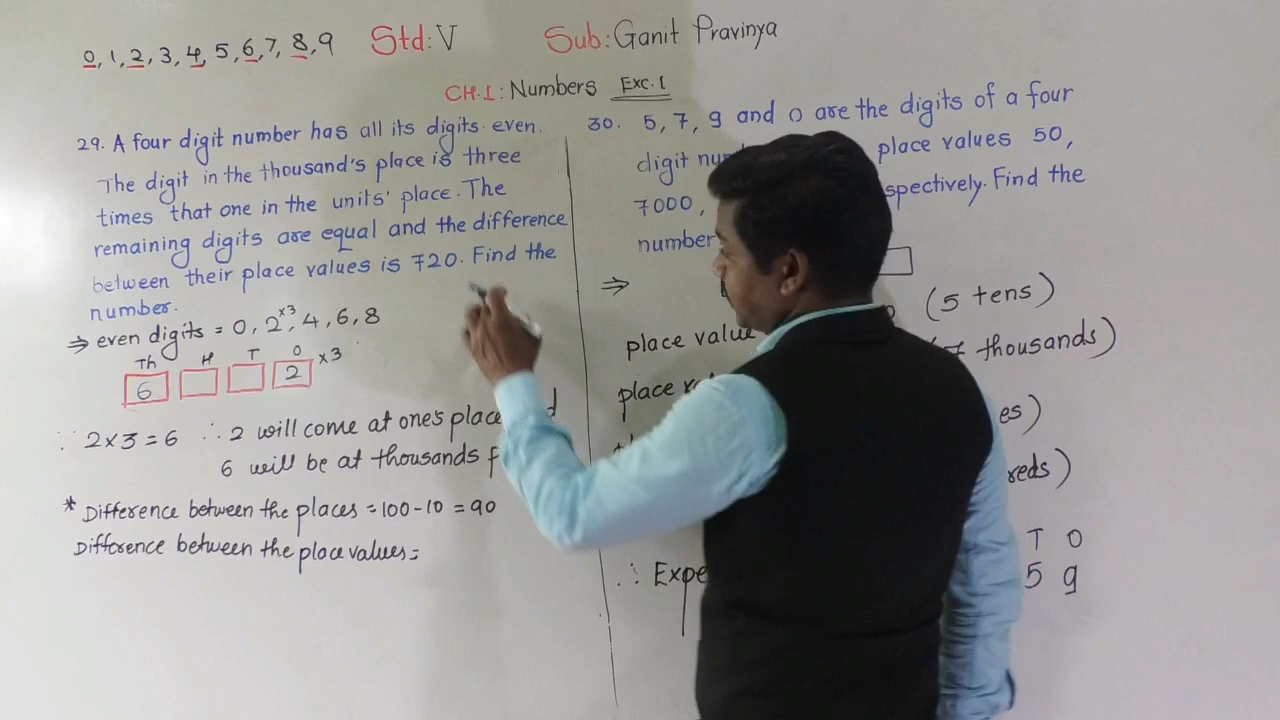 0, 1, 2, 3, 4, 5, 6, 7, 8, 9 Std: V Sub: Ganit Pravinya
CH.I: Numbers Exc.1
29. A four digit number has all its digits even.
The digit in the thousand's place is three
times that one in the units' place. The
remaining digits are equal and the difference
between their place values is 720. Find the
number.
⇒ even digits = 0, 2×3, 4, 6, 8
Th H T O
6 2 ×3
∵ 2×3=6 ∴ 2 will come at one's place
6 will be at thousands
* Difference between the places = 100-10 = 90
Difference between the place values =
30. 5, 7, 9 and 0 are the digits of a four
digit place values 50,
7000, Find the
number
⇒
(5 tens)
place value thousands)
place
T O
∴ 5 9